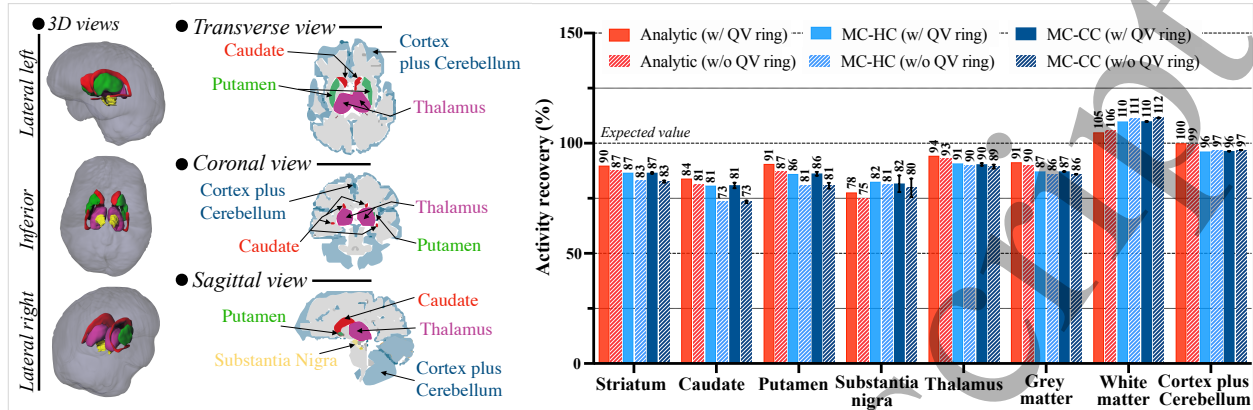 3D views
Lateral left
Inferior
Lateral right
Transverse view
Caudate
Cortex
plus Cerebellum
Putamen
Thalamus
Coronal view
Cortex plus
Cerebellum
Thalamus
Caudate
Putamen
Sagittal view
Caudate
Putamen
Thalamus
Substantia Nigra
Cortex plus
Cerebellum
Activity recovery (%)
150
100
50
0
Analytic (w/ QV ring)
MC-HC (w/ QV ring)
MC-CC (w/ QV ring)
Analytic (w/o QV ring)
MC-HC (w/o QV ring)
MC-CC (w/o QV ring)
Expected value
90 87 87 83 87 83
84 81 81 73 81 73
91 87 86 81 86 81
78 75 82 81 82 80
94 93 91 90 90 89
91 90 87 86 87 86
105 106 110 111 110 112
100 99 96 97 96 97
Striatum
Caudate
Putamen
Substantia
nigra
Thalamus
Grey
matter
White
matter
Cortex plus
Cerebellum